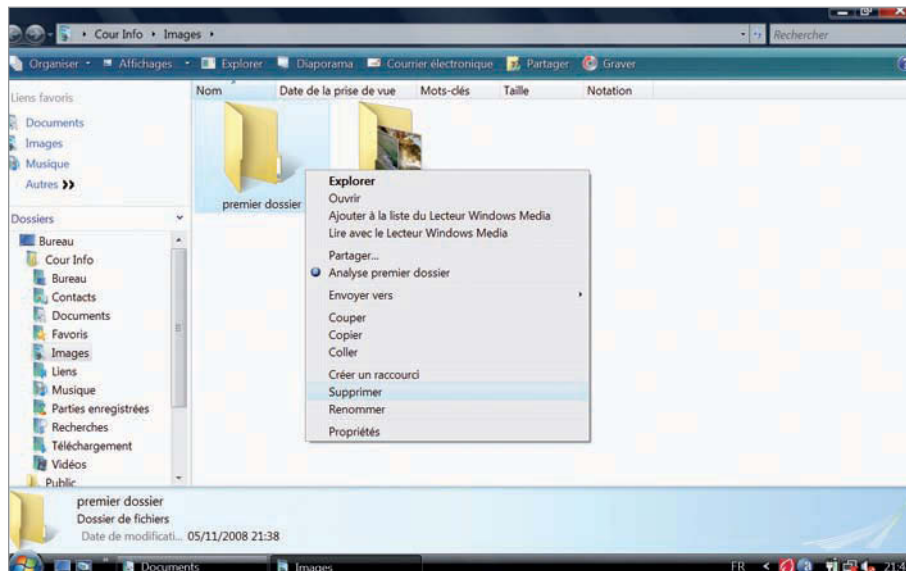 Cour Info Images
Rechercher
Organiser Affichages Explorer Diaporama Courrier électronique Partager Graver
Liens favoris
Documents
Images
Musique
Autres
Dossiers
Bureau
Cour Info
Bureau
Contacts
Documents
Favoris
Images
Liens
Musique
Parties enregistrées
Recherches
Téléchargement
Vidéos
Public
Nom Date de la prise de vue Mots-clés Taille Notation
premier dossier
Explorer
Ouvrir
Ajouter à la liste du Lecteur Windows Media
Lire avec le Lecteur Windows Media
Partager...
Analyse premier dossier
Envoyer vers
Couper
Copier
Coller
Créer un raccourci
Supprimer
Renommer
Propriétés
premier dossier
Dossier de fichiers
Date de modificati... 05/11/2008 21:38
Documents Images FR